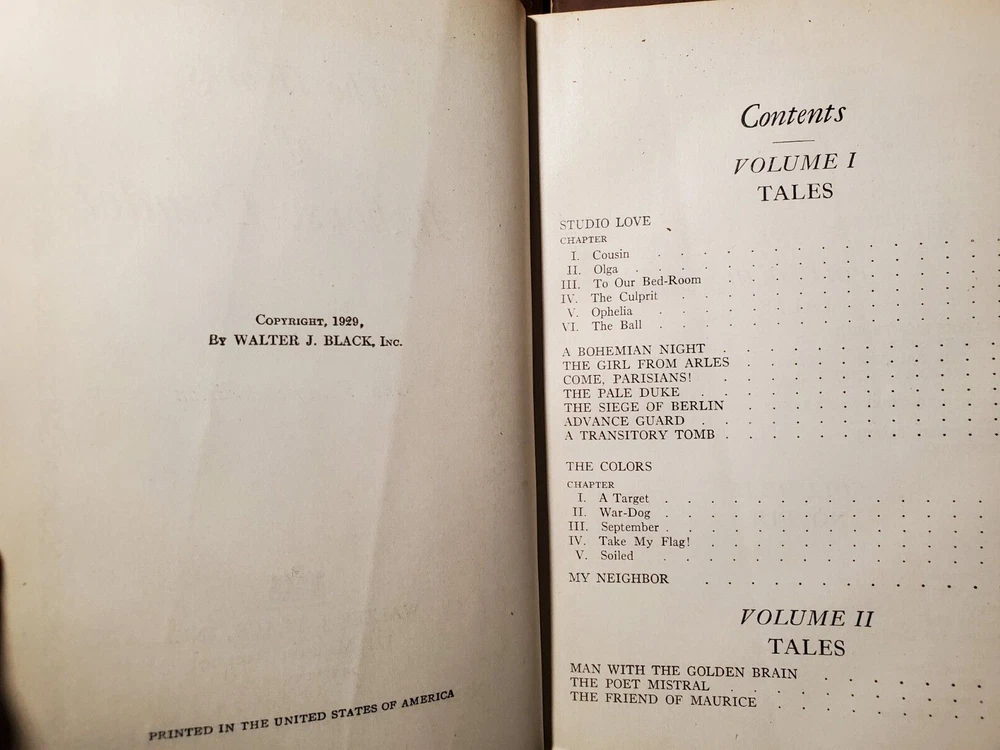 COPYRIGHT, 1929,
BY WALTER J. BLACK, INC.
PRINTED IN THE UNITED STATES OF AMERICA
Contents
VOLUME I
TALES
STUDIO LOVE
CHAPTER
I. Cousin . . . . . . . . . . . .
II. Olga . . . . . . . . . . . .
III. To Our Bed-Room . . . . . . . . . .
IV. The Culprit . . . . . . . . . . .
V. Ophelia . . . . . . . . . . . .
VI. The Ball . . . . . . . . . . . .
A BOHEMIAN NIGHT . . . . . . . . . .
THE GIRL FROM ARLES . . . . . . . . .
COME, PARISIANS! . . . . . . . . . .
THE PALE DUKE . . . . . . . . . . .
THE SIEGE OF BERLIN . . . . . . . . .
ADVANCE GUARD . . . . . . . . . . .
A TRANSITORY TOMB . . . . . . . . . .
THE COLORS
CHAPTER
I. A Target . . . . . . . . . . . .
II. War-Dog . . . . . . . . . . . .
III. September . . . . . . . . . . . .
IV. Take My Flag! . . . . . . . . . .
V. Soiled . . . . . . . . . . . .
MY NEIGHBOR . . . . . . . . . . .
VOLUME II
TALES
MAN WITH THE GOLDEN BRAIN . . . . . . .
THE POET MISTRAL . . . . . . . . . .
THE FRIEND OF MAURICE . . . . . . . .